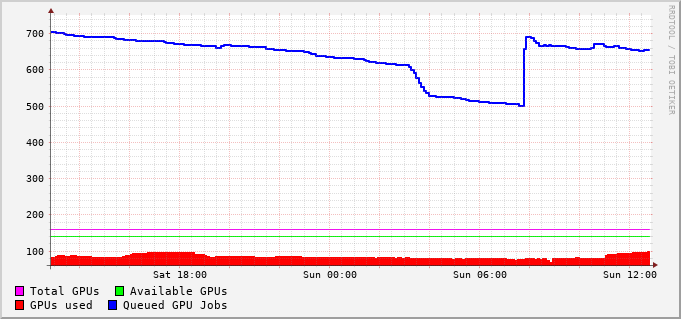 700
600
500
400
300
200
100
Sat 18:00 Sun 00:00 Sun 06:00 Sun 12:00
Total GPUs Available GPUs
GPUs used Queued GPU Jobs
RRDTOOL / TOBI OETIKER